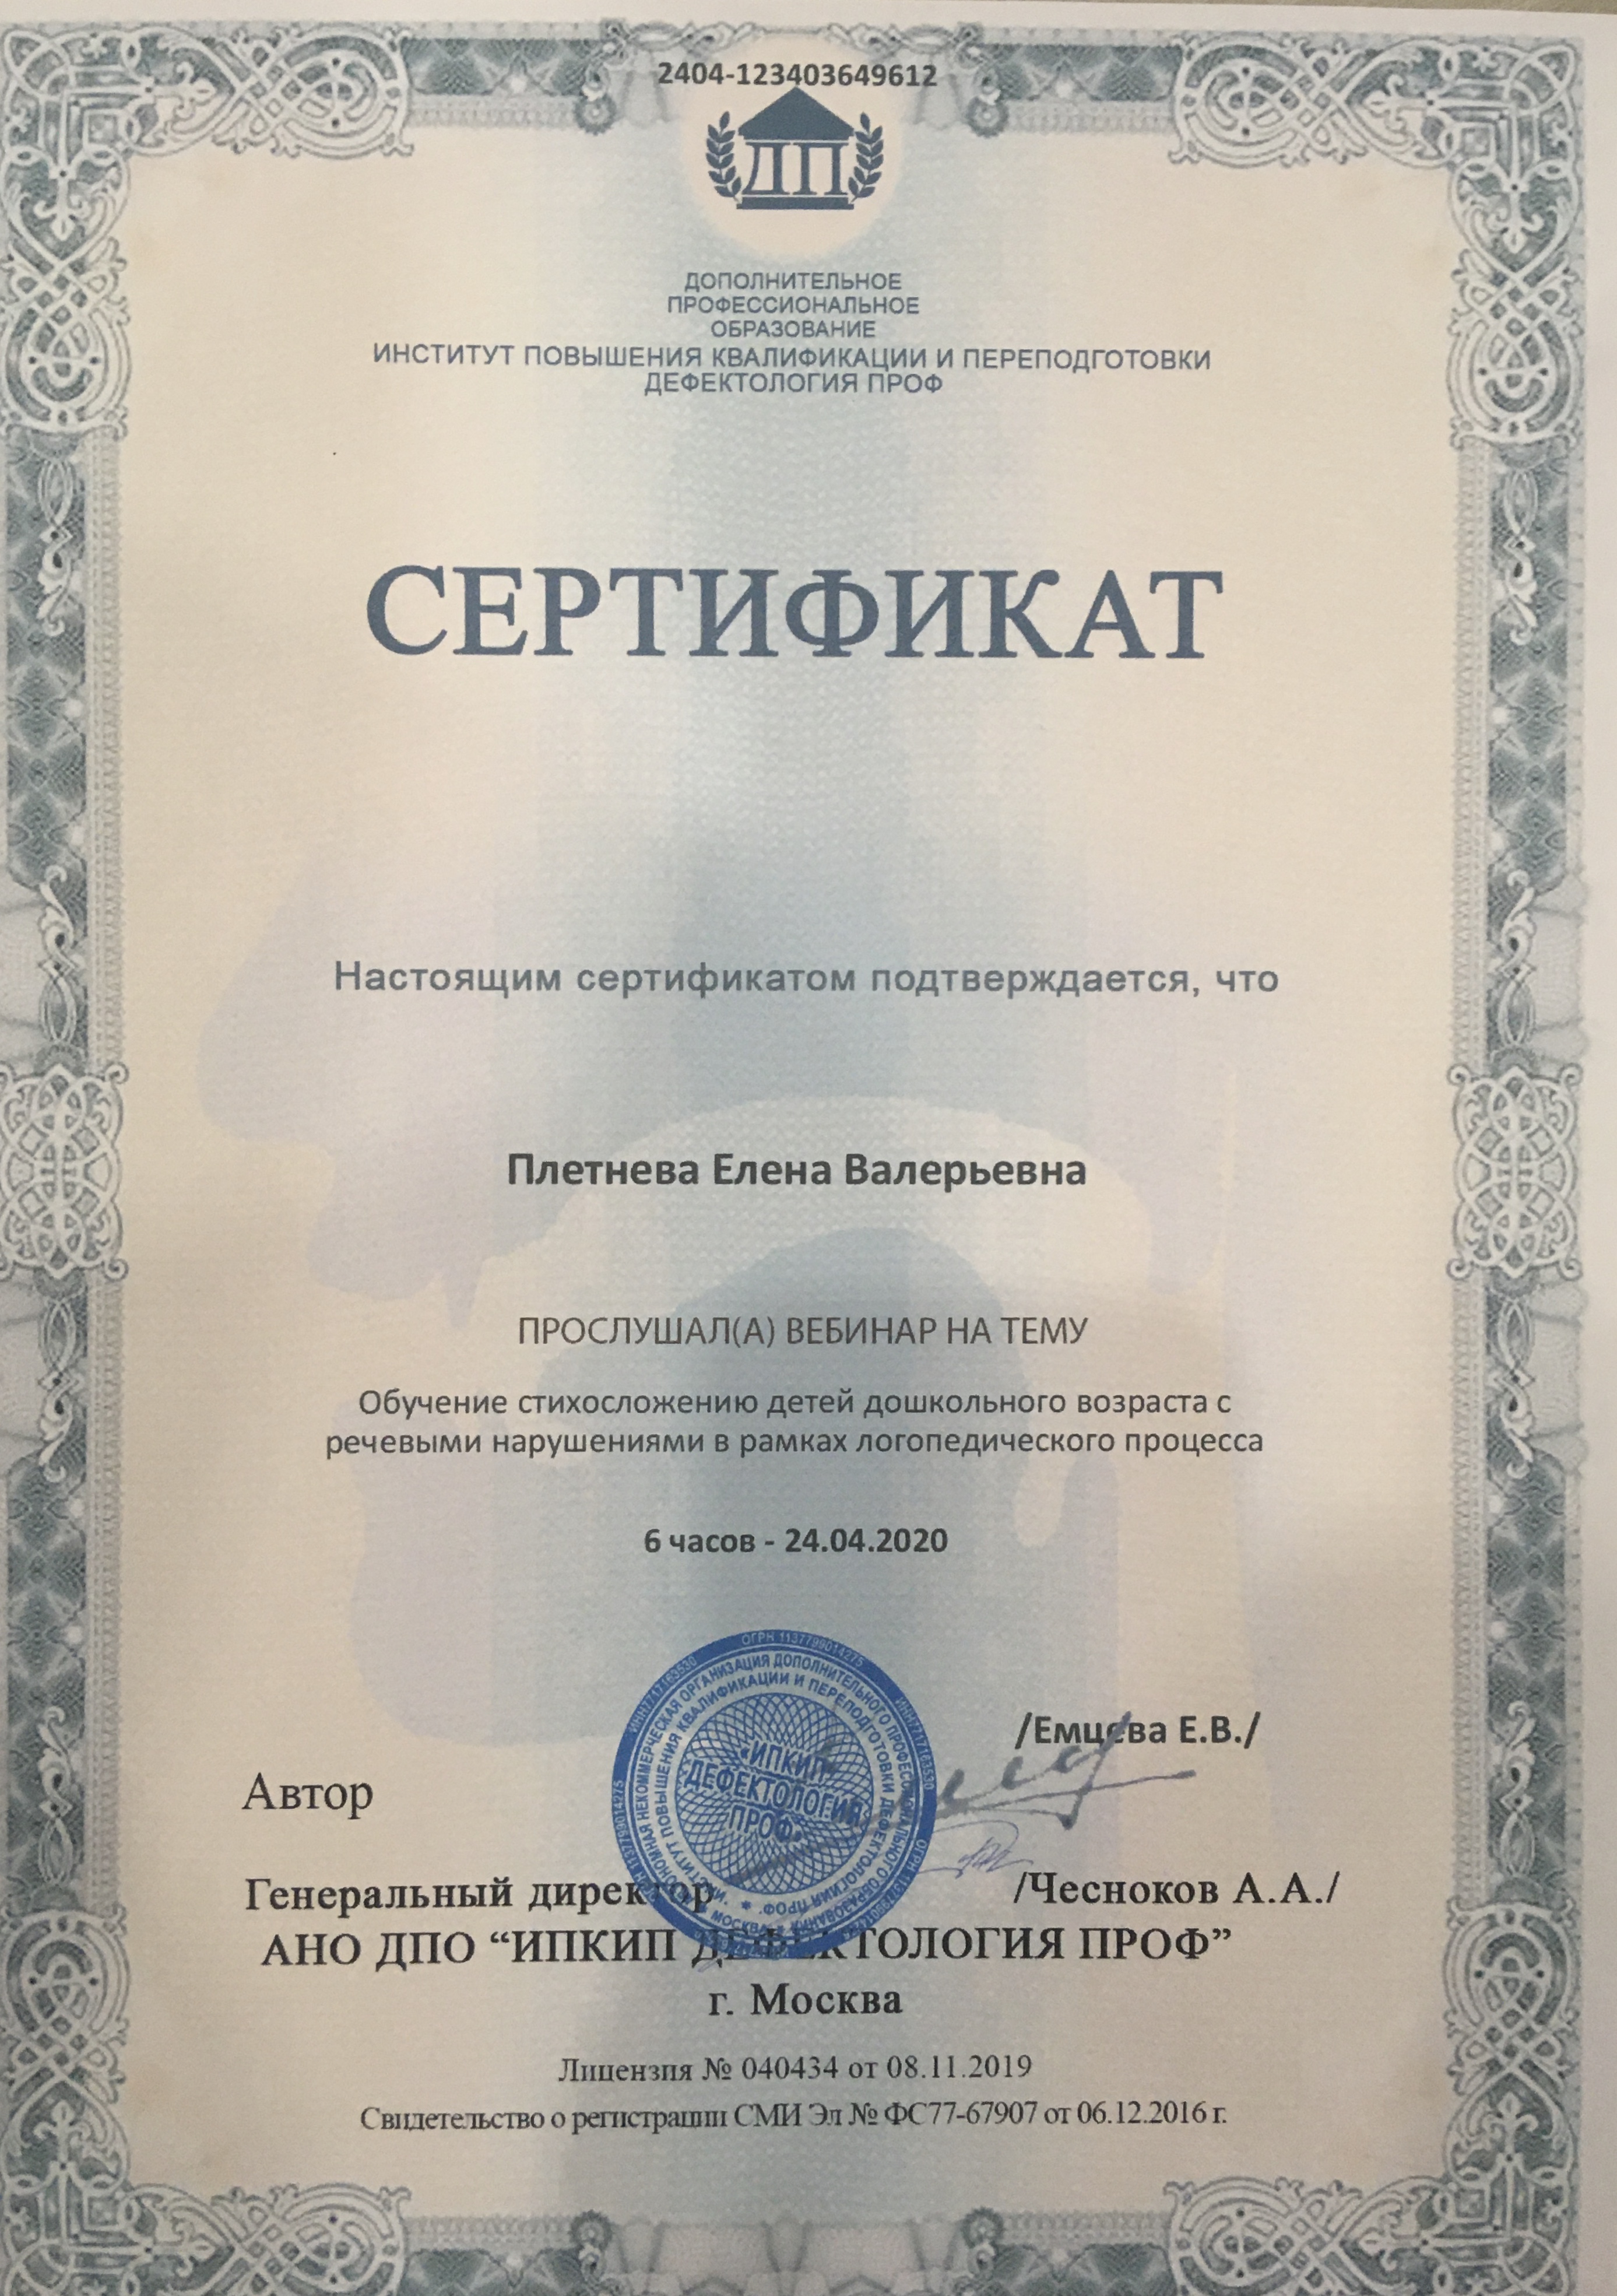 2404-123403649612
ДП
ДОПОЛНИТЕЛЬНОЕ
ПРОФЕССИОНАЛЬНОЕ
ОБРАЗОВАНИЕ
ИНСТИТУТ ПОВЫШЕНИЯ КВАЛИФИКАЦИИ И ПЕРЕПОДГОТОВКИ
ДЕФЕКТОЛОГИЯ ПРОФ
СЕРТИФИКАТ
Настоящим сертификатом подтверждается, что
Плетнева Елена Валерьевна
ПРОСЛУШАЛ(А) ВЕБИНАР НА ТЕМУ
Обучение стихосложению детей дошкольного возраста с
речевыми нарушениями в рамках логопедического процесса
6 часов - 24.04.2020
/Емцева Е.В./
Автор
«ИПКИП
ДЕФЕКТОЛОГИЯ
ПРОФ»
Генеральный директор /Чесноков А.А./
АНО ДПО “ИПКИП ДЕФЕКТОЛОГИЯ ПРОФ”
г. Москва
Лицензия № 040434 от 08.11.2019
Свидетельство о регистрации СМИ Эл № ФС77-67907 от 06.12.2016 г.